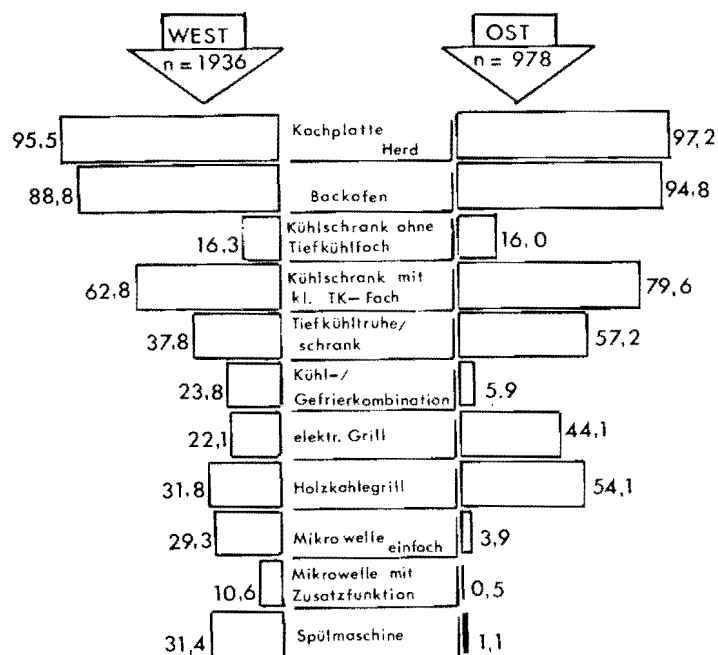 WEST
n = 1936
OST
n = 978
95,5
Kochplatte
Herd
97,2
88,8
Backofen
94.8
16,3
Kühlschrank ohne
Tiefkühlfach
16,0
62,8
Kühlschrank mit
kl. TK-Fach
79,6
37,8
Tiefkühltruhe/
schrank
57,2
23,8
Kühl-/
Gefrierkombination
5.9
22,1
elektr. Grill
44,1
31.8
Holzkohlegrill
54,1
29,3
Mikrowelle
einfach
3,9
10,6
Mikrowelle mit
Zusatzfunktion
0,5
31,4
Spülmaschine
1,1